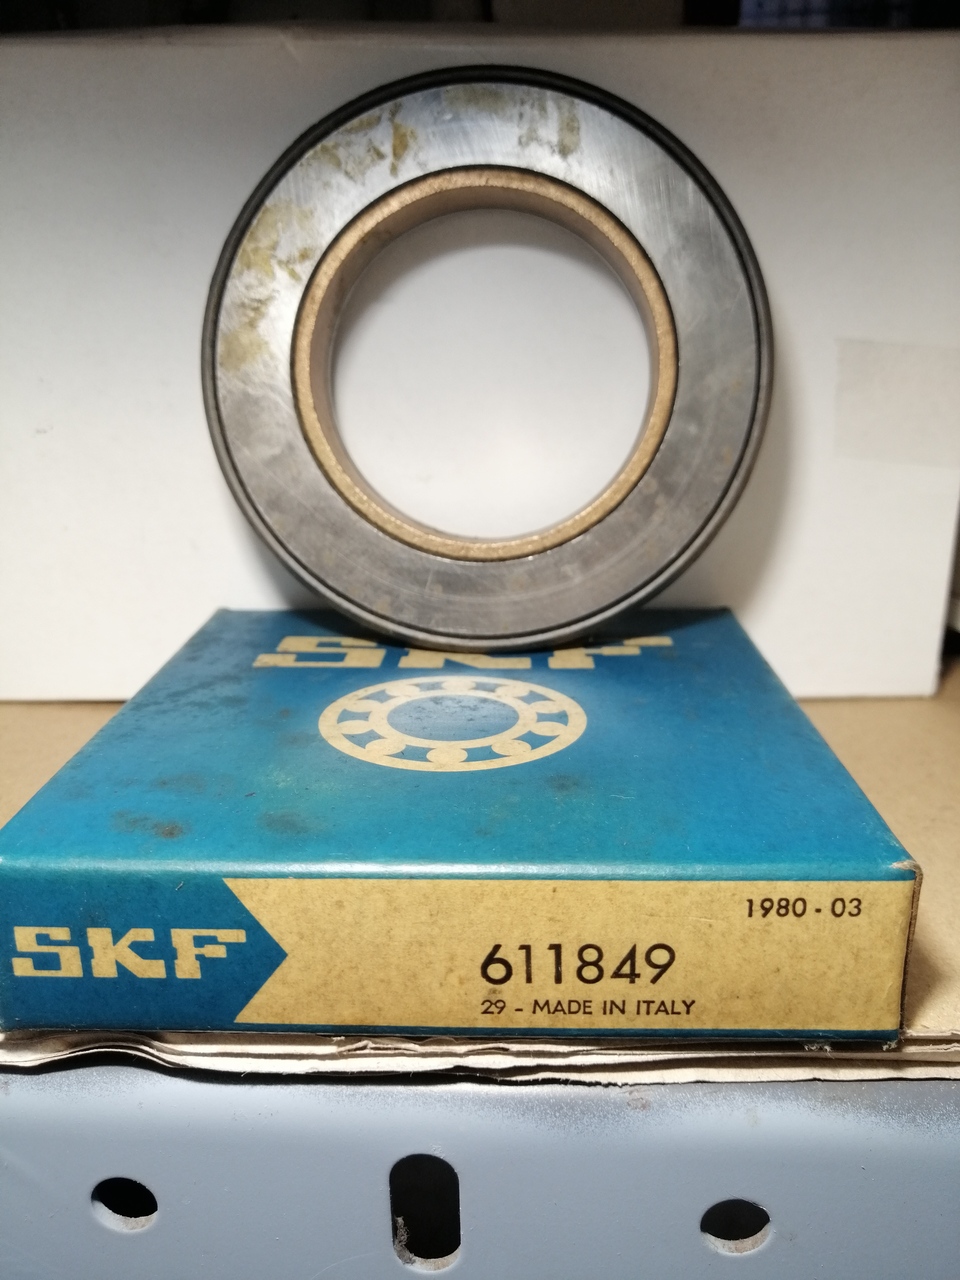 SKF
SKF
1980 - 03
611849
29 - MADE IN ITALY